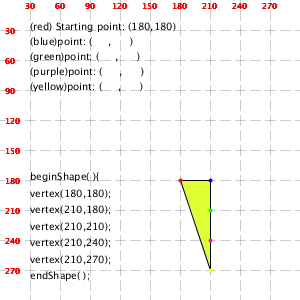 30 60 90 120 150 180 210 240 270
30
60
90
120
150
180
210
240
270
(red) Starting point: (180,180)
(blue)point: ( , )
(green)point: ( , )
(purple)point: ( , )
(yellow)point: ( , )
beginShape(){
vertex(180,180);
vertex(210,180);
vertex(210,210);
vertex(210,240);
vertex(210,270);
endShape();